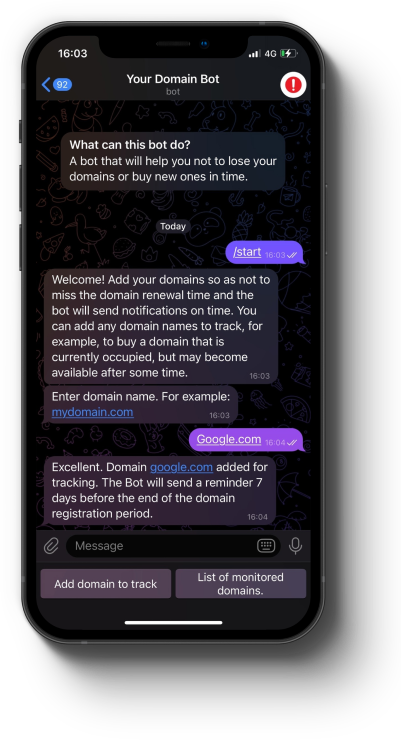 16:03
4G
92
Your Domain Bot
bot
What can this bot do?
A bot that will help you not to lose your
domains or buy new ones in time.
Today
/start 16:03
Welcome! Add your domains so as not to
miss the domain renewal time and the
bot will send notifications on time. You
can add any domain names to track, for
example, to buy a domain that is
currently occupied, but may become
available after some time. 16:03
Enter domain name. For example:
mydomain.com 16:03
Google.com 16:04
Excellent. Domain google.com added for
tracking. The Bot will send a reminder 7
days before the end of the domain
registration period. 16:04
Message
Add domain to track
List of monitored
domains.